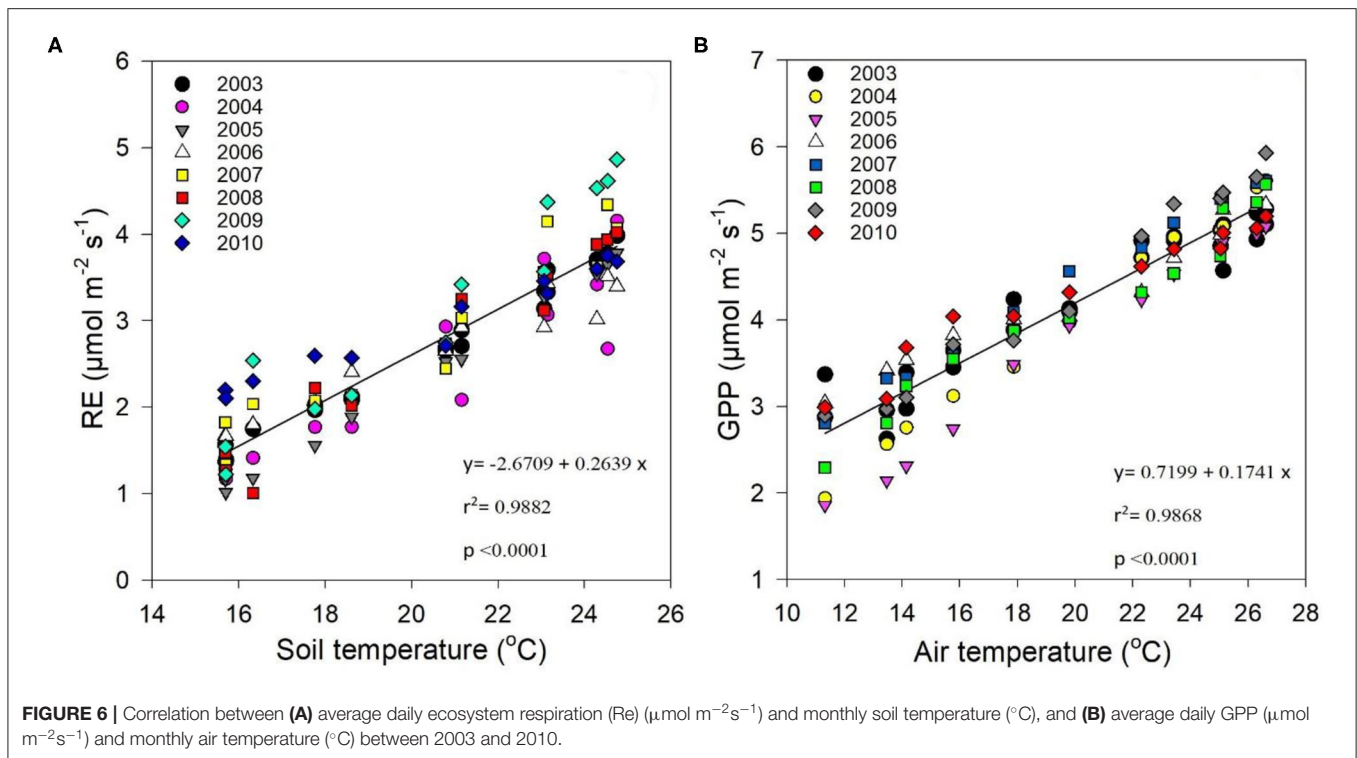 A
6
5
4
3
2
1
0
RE (µmol m⁻² s⁻¹)
2003
2004
2005
2006
2007
2008
2009
2010
y= -2.6709 + 0.2639 x
r²= 0.9882
p <0.0001
14 16 18 20 22 24 26
Soil temperature (°C)
B
7
6
5
4
3
2
1
GPP (µmol m⁻² s⁻¹)
2003
2004
2005
2006
2007
2008
2009
2010
y= 0.7199 + 0.1741 x
r²= 0.9868
p <0.0001
10 12 14 16 18 20 22 24 26 28
Air temperature (°C)
FIGURE 6 | Correlation between (A) average daily ecosystem respiration (Re) (µmol m−2s−1) and monthly soil temperature (°C), and (B) average daily GPP (µmol
m−2s−1) and monthly air temperature (°C) between 2003 and 2010.